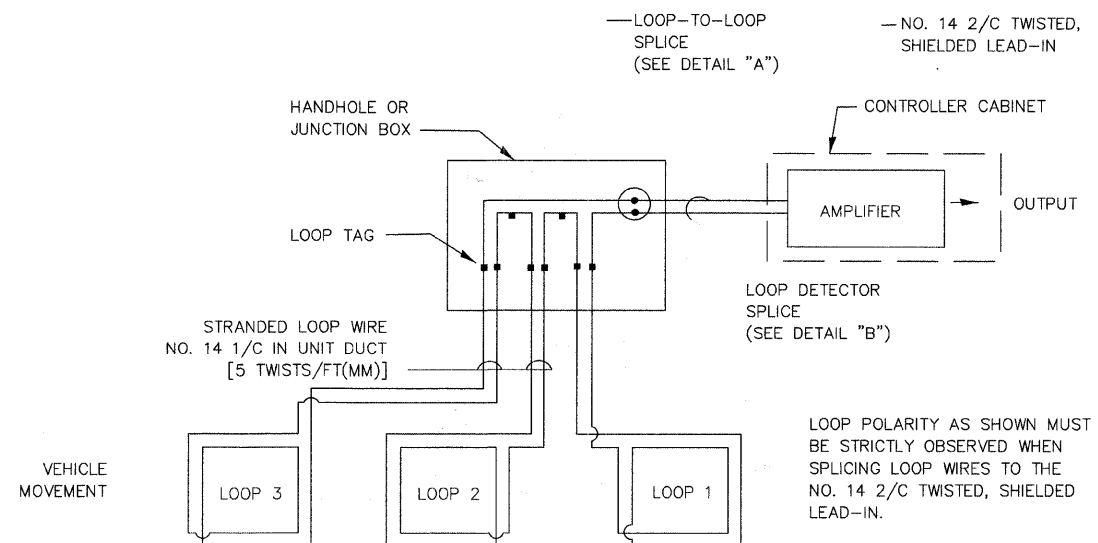 LOOP-TO-LOOP
SPLICE
(SEE DETAIL "A")
NO. 14 2/C TWISTED,
SHIELDED LEAD-IN
HANDHOLE OR
JUNCTION BOX
CONTROLLER CABINET
AMPLIFIER
OUTPUT
LOOP TAG
LOOP DETECTOR
SPLICE
(SEE DETAIL "B")
STRANDED LOOP WIRE
NO. 14 1/C IN UNIT DUCT
[5 TWISTS/FT(MM)]
LOOP POLARITY AS SHOWN MUST
BE STRICTLY OBSERVED WHEN
SPLICING LOOP WIRES TO THE
NO. 14 2/C TWISTED, SHIELDED
LEAD-IN.
VEHICLE
MOVEMENT
LOOP 3
LOOP 2
LOOP 1